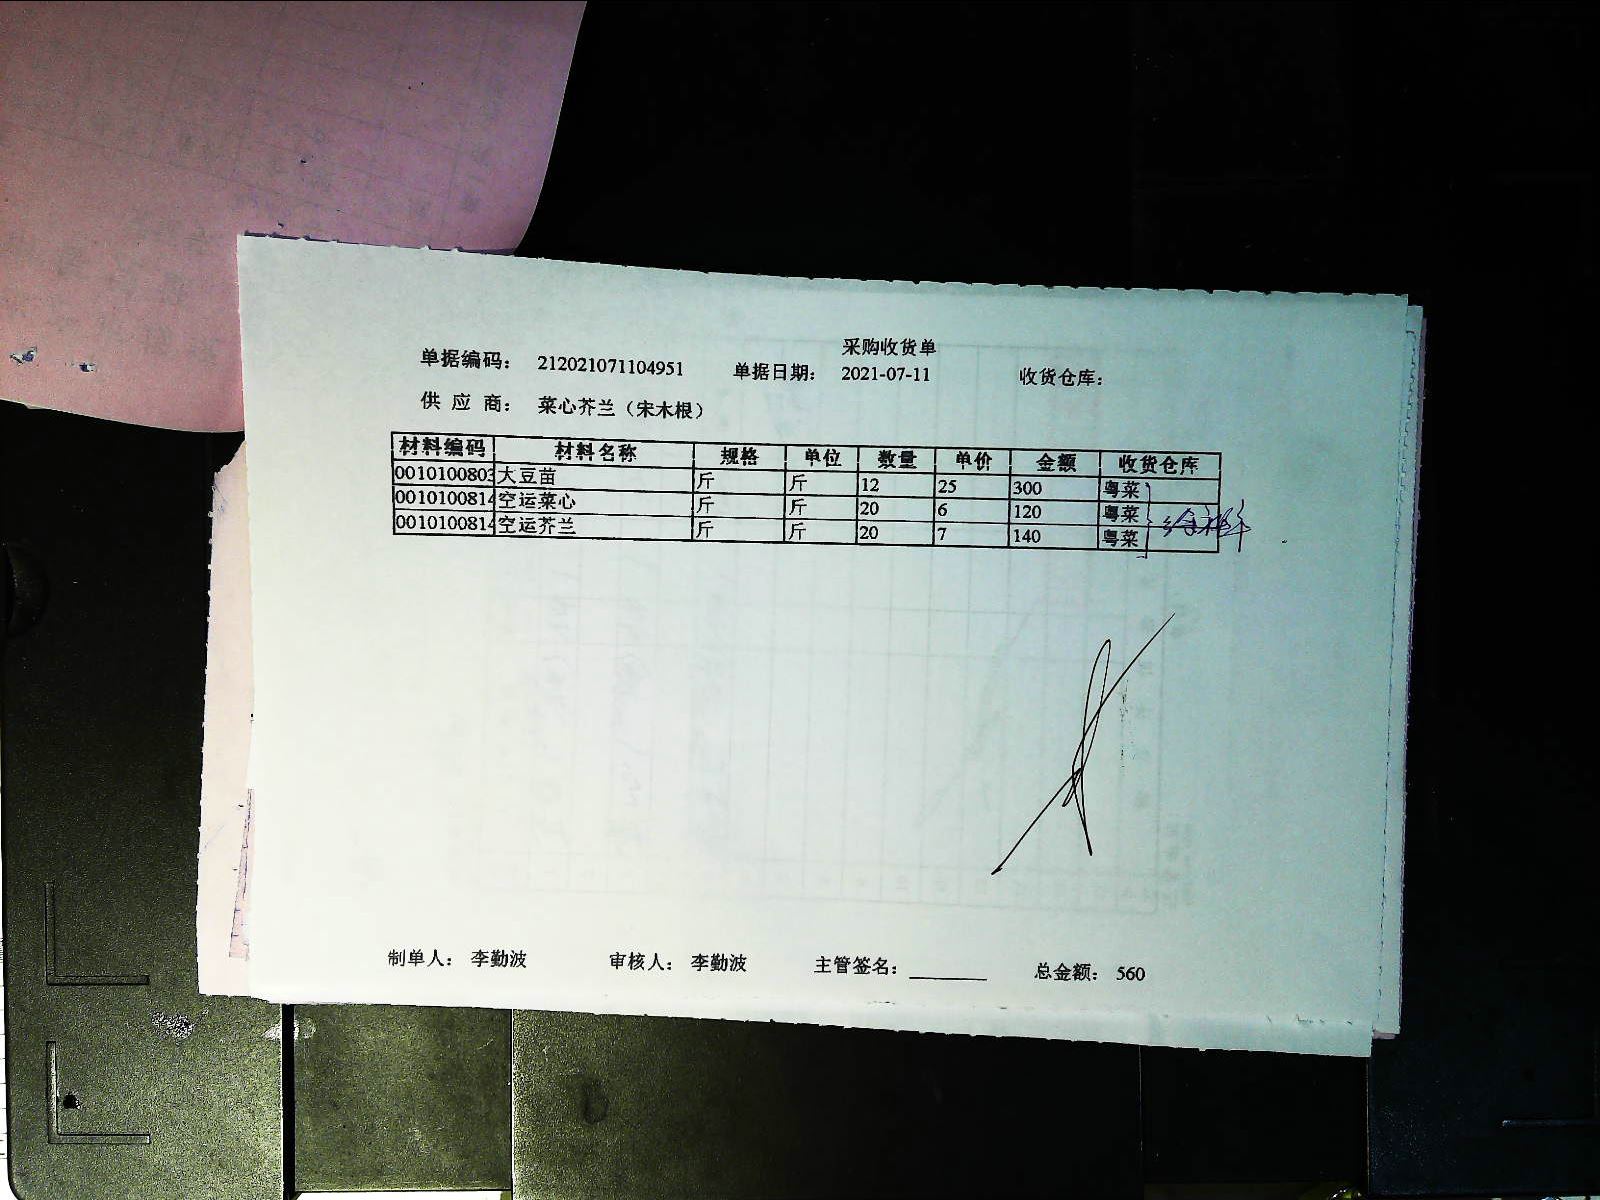 采购收货单
单据编码： 212021071104951 单据日期： 2021-07-11 收货仓库：
供 应 商： 菜心芥兰（宋木根）
材料编码 材料名称 规格 单位 数量 单价 金额 收货仓库
0010100803 大豆苗 斤 斤 12 25 300 粤菜
0010100814 空运菜心 斤 斤 20 6 120 粤菜
0010100814 空运芥兰 斤 斤 20 7 140 粤菜
制单人： 李勤波 审核人： 李勤波 主管签名： 总金额： 560